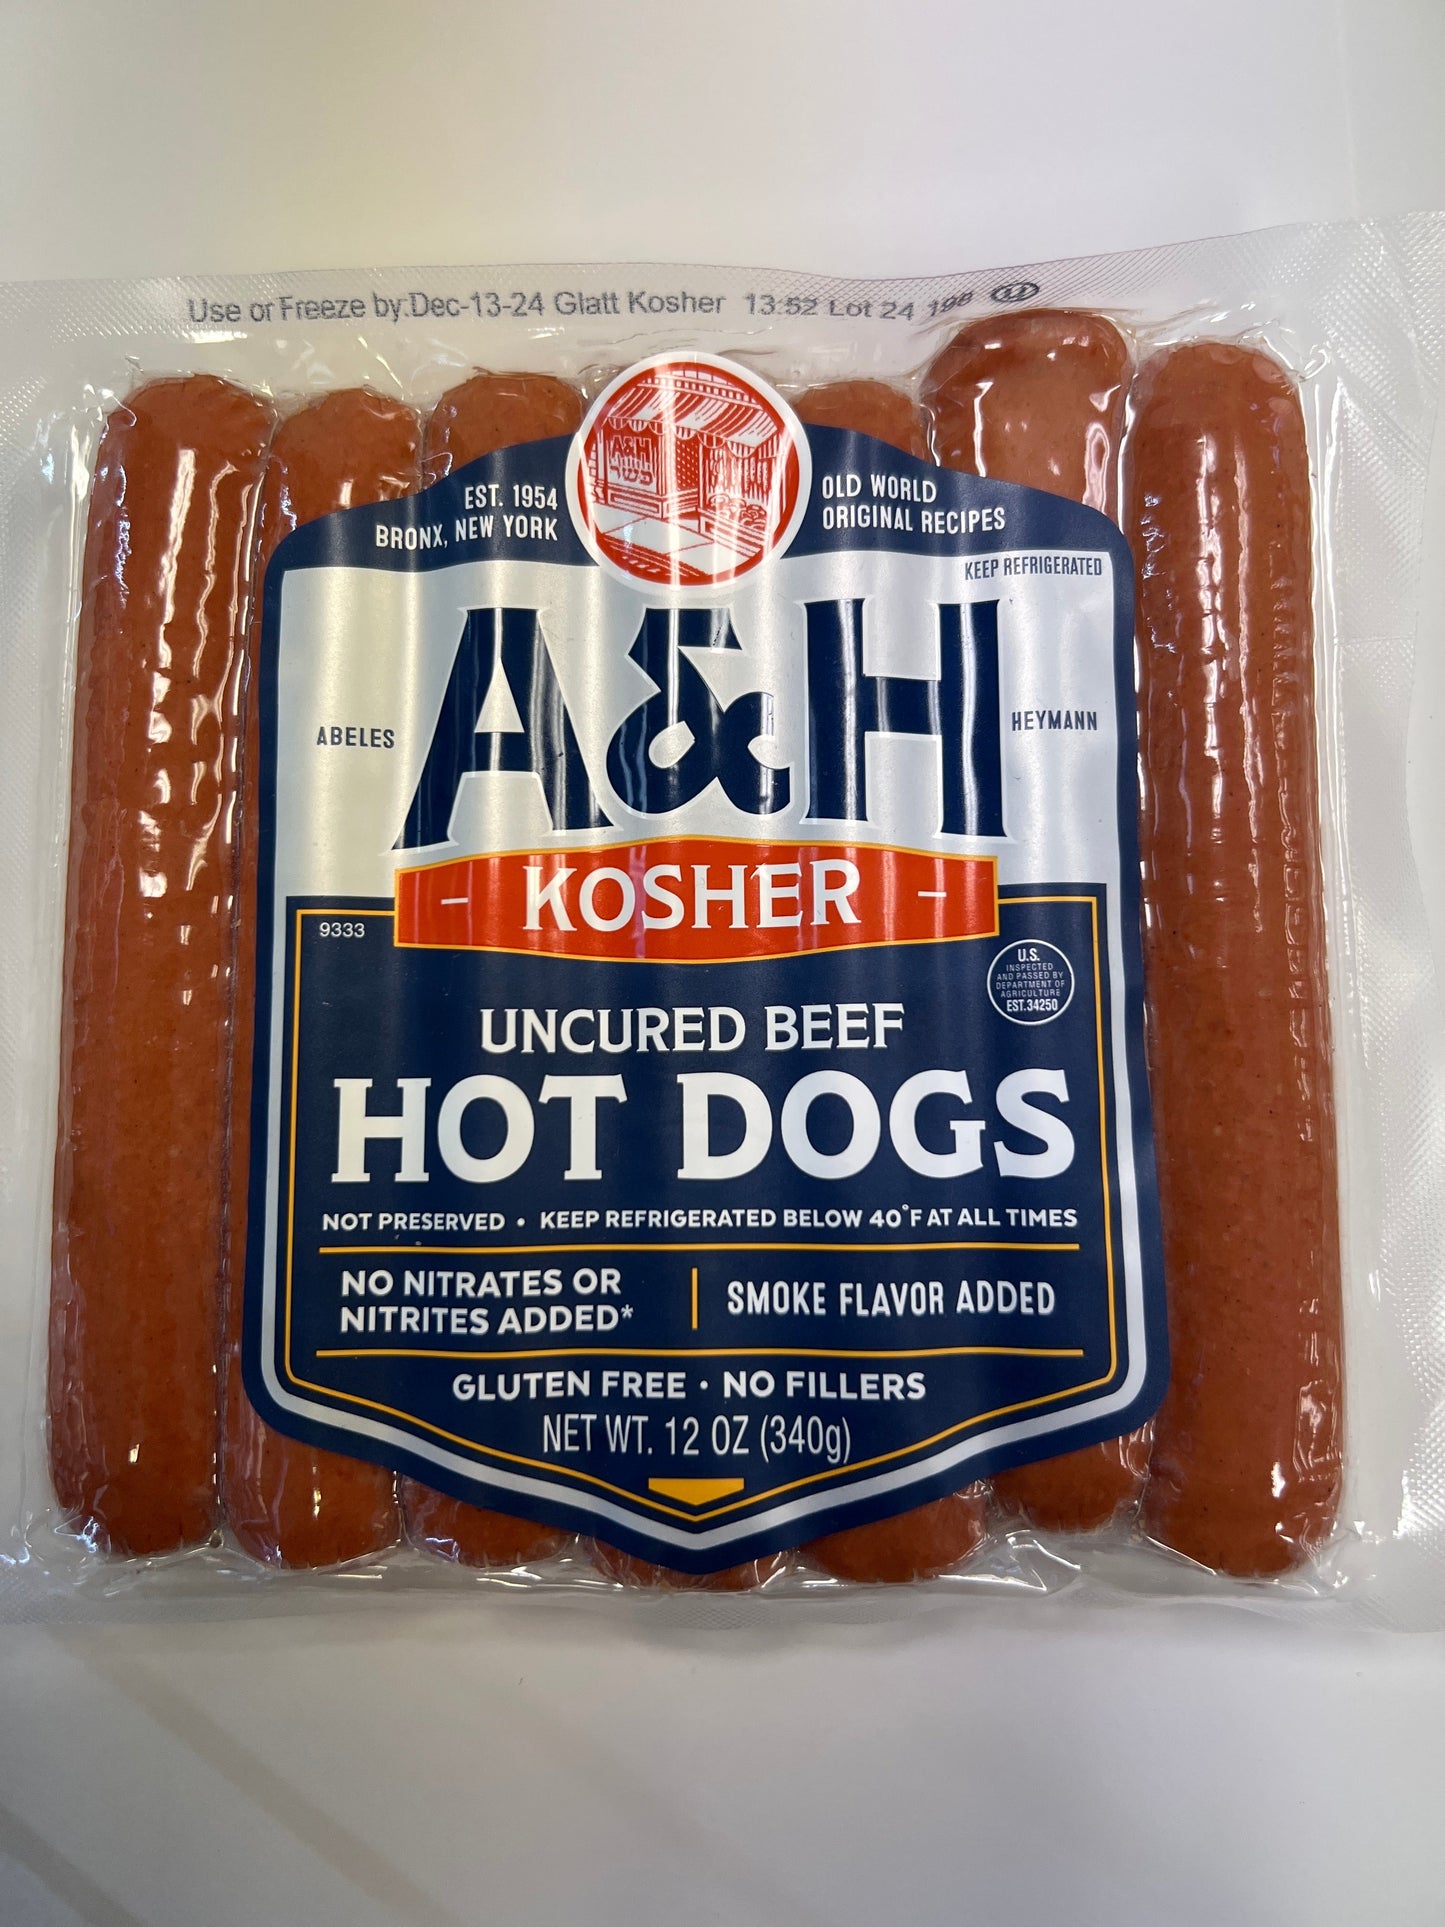 Use or Freeze by:Dec-13-24 Glatt Kosher 13:52 Lot 24
A&H
EST. 1954
BRONX, NEW YORK
OLD WORLD
ORIGINAL RECIPES
KEEP REFRIGERATED
A&H
ABELES
HEYMANN
- KOSHER -
9333
U.S.
INSPECTED
AND PASSED BY
DEPARTMENT OF
AGRICULTURE
EST.34250
UNCURED BEEF
HOT DOGS
NOT PRESERVED • KEEP REFRIGERATED BELOW 40°F AT ALL TIMES
NO NITRATES OR
NITRITES ADDED*
SMOKE FLAVOR ADDED
GLUTEN FREE • NO FILLERS
NET WT. 12 OZ (340g)